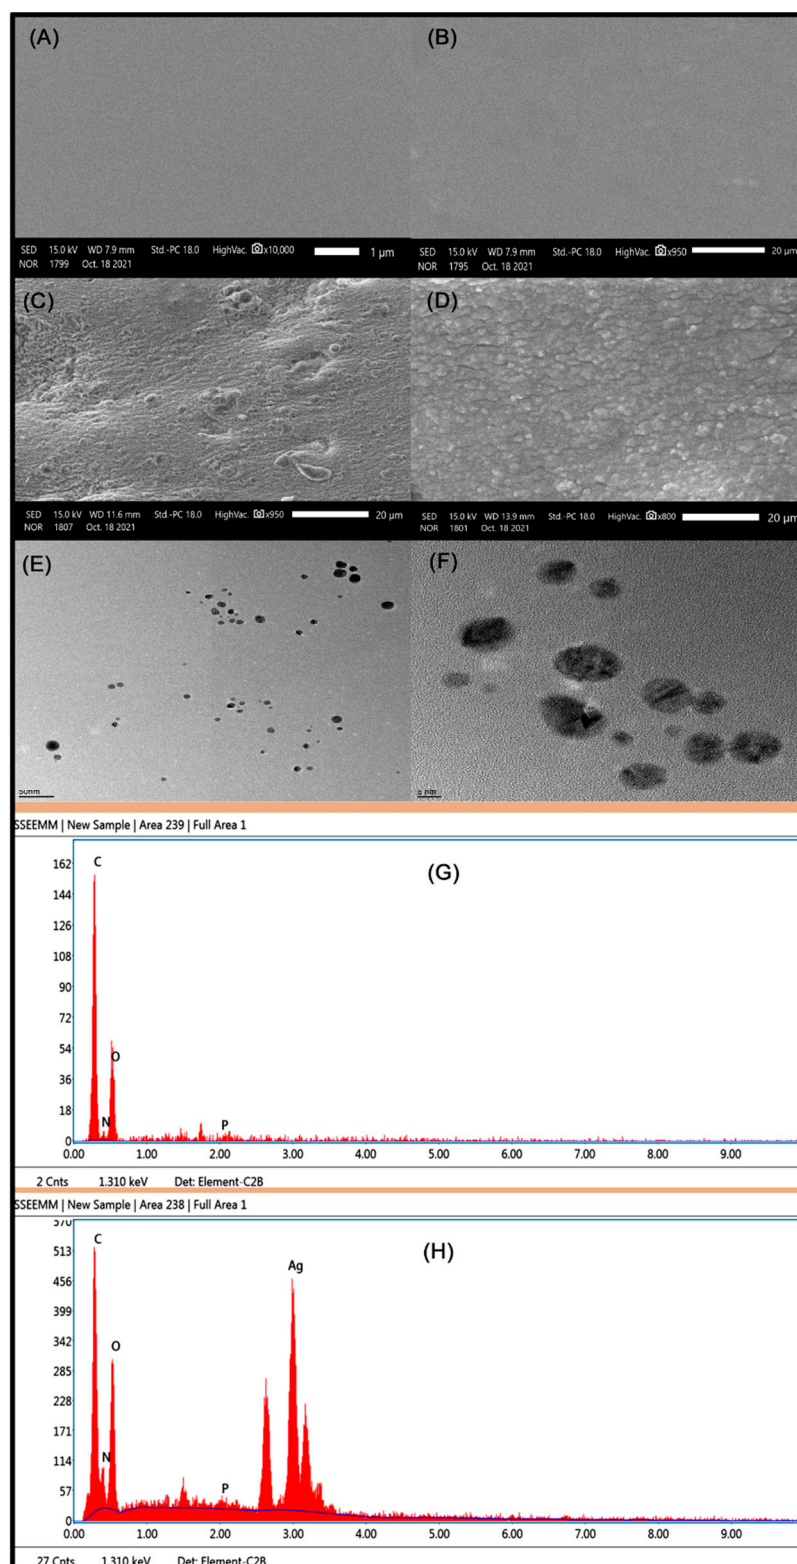 (A)
(B)
SED 15.0 kV WD 7.9 mm Std.-PC 18.0 HighVac. x10,000 1 µm
NOR 1799 Oct. 18 2021
SED 15.0 kV WD 7.9 mm Std.-PC 18.0 HighVac. x950 20 µm
NOR 1795 Oct. 18 2021
(C)
(D)
SED 15.0 kV WD 11.6 mm Std.-PC 18.0 HighVac. x950 20 µm
NOR 1807 Oct. 18 2021
SED 15.0 kV WD 13.9 mm Std.-PC 18.0 HighVac. x800 20 µm
NOR 1801 Oct. 18 2021
(E)
(F)
50nm
5 nm
SSEEMM | New Sample | Area 239 | Full Area 1
(G)
C
O
N
P
162
144
126
108
90
72
54
36
18
0
0.00 1.00 2.00 3.00 4.00 5.00 6.00 7.00 8.00 9.00
2 Cnts 1.310 keV Det: Element-C2B
SSEEMM | New Sample | Area 238 | Full Area 1
(H)
C
Ag
O
N
P
570
513
456
399
342
285
228
171
114
57
0
0.00 1.00 2.00 3.00 4.00 5.00 6.00 7.00 8.00 9.00
27 Cnts 1.310 keV Det: Element-C2B